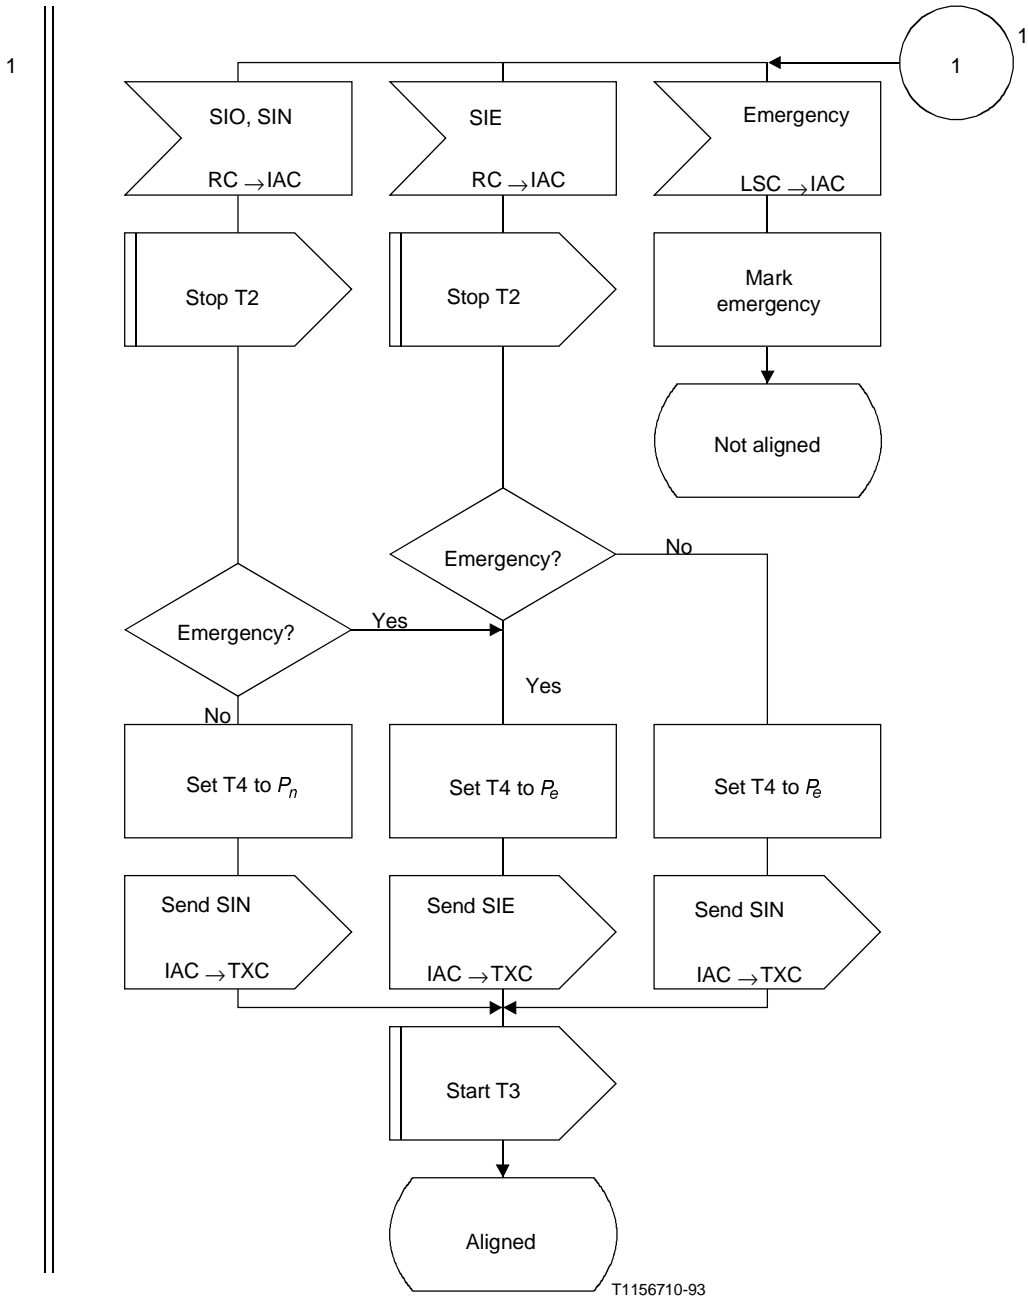 1
1
1
SIO, SIN
RC → IAC
SIE
RC → IAC
Emergency
LSC → IAC
Stop T2
Stop T2
Mark
emergency
Not aligned
Emergency?
No
Emergency?
Yes
Yes
No
Set T4 to Pn
Set T4 to Pe
Set T4 to Pe
Send SIN
IAC → TXC
Send SIE
IAC → TXC
Send SIN
IAC → TXC
Start T3
Aligned
T1156710-93